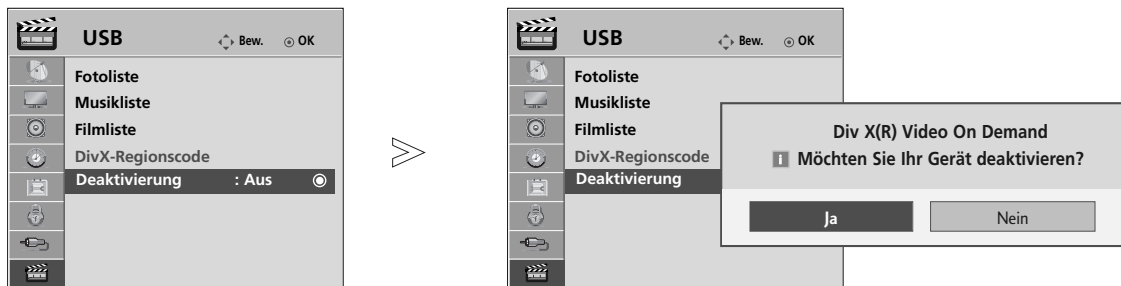 USB Bew. OK
Fotoliste
Musikliste
Filmliste
DivX-Regionscode
Deaktivierung : Aus
USB Bew. OK
Fotoliste
Musikliste
Filmliste
DivX-Regionscode
Deaktivierung
Div X(R) Video On Demand
i Möchten Sie Ihr Gerät deaktivieren?
Ja Nein